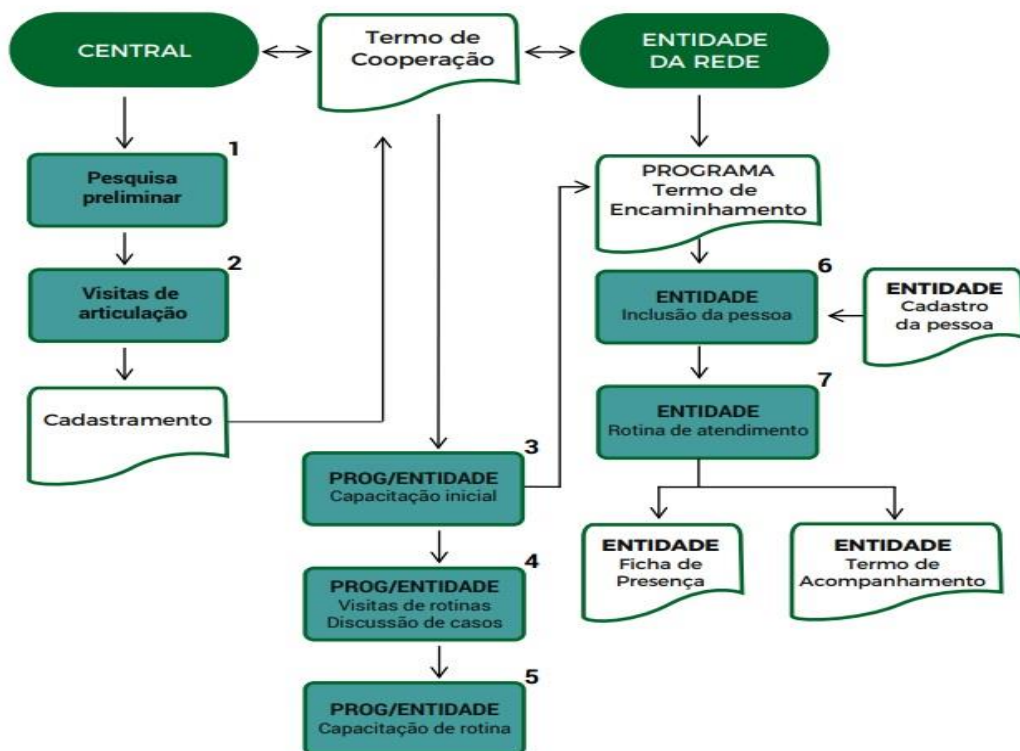 CENTRAL
Termo de
Cooperação
ENTIDADE
DA REDE
1
Pesquisa
preliminar
2
Visitas de
articulação
Cadastramento
3
PROG/ENTIDADE
Capacitação inicial
4
PROG/ENTIDADE
Visitas de rotinas
Discussão de casos
5
PROG/ENTIDADE
Capacitação de rotina
PROGRAMA
Termo de
Encaminhamento
6
ENTIDADE
Inclusão da pessoa
ENTIDADE
Cadastro
da pessoa
7
ENTIDADE
Rotina de atendimento
ENTIDADE
Ficha de
Presença
ENTIDADE
Termo de
Acompanhamento